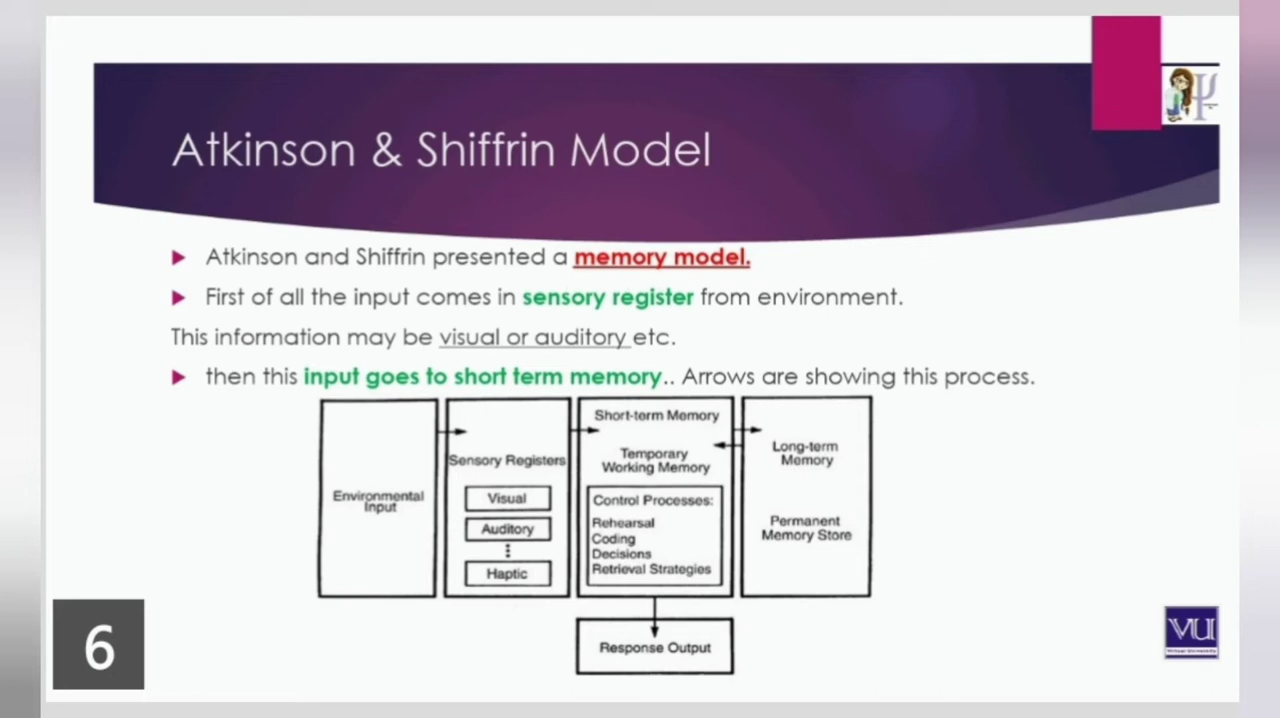 Atkinson & Shiffrin Model
Atkinson and Shiffrin presented a memory model.
First of all the input comes in sensory register from environment.
This information may be visual or auditory etc.
then this input goes to short term memory.. Arrows are showing this process.
Environmental
Input
Sensory Registers
Visual
Auditory
Haptic
Short-term Memory
Temporary
Working Memory
Control Processes:
Rehearsal
Coding
Decisions
Retrieval Strategies
Long-term
Memory
Permanent
Memory Store
Response Output
6
VU